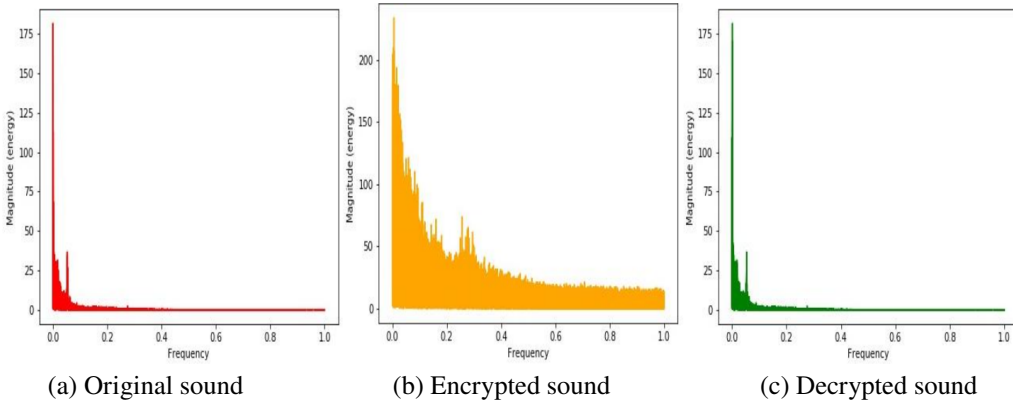 175
150
125
100
75
50
25
0
Magnitude (energy)
0.0 0.2 0.4 0.6 0.8 1.0
Frequency
(a) Original sound
200
150
100
50
0
Magnitude (energy)
0.0 0.2 0.4 0.6 0.8 1.0
Frequency
(b) Encrypted sound
175
150
125
100
75
50
25
0
Magnitude (energy)
0.0 0.2 0.4 0.6 0.8 1.0
Frequency
(c) Decrypted sound